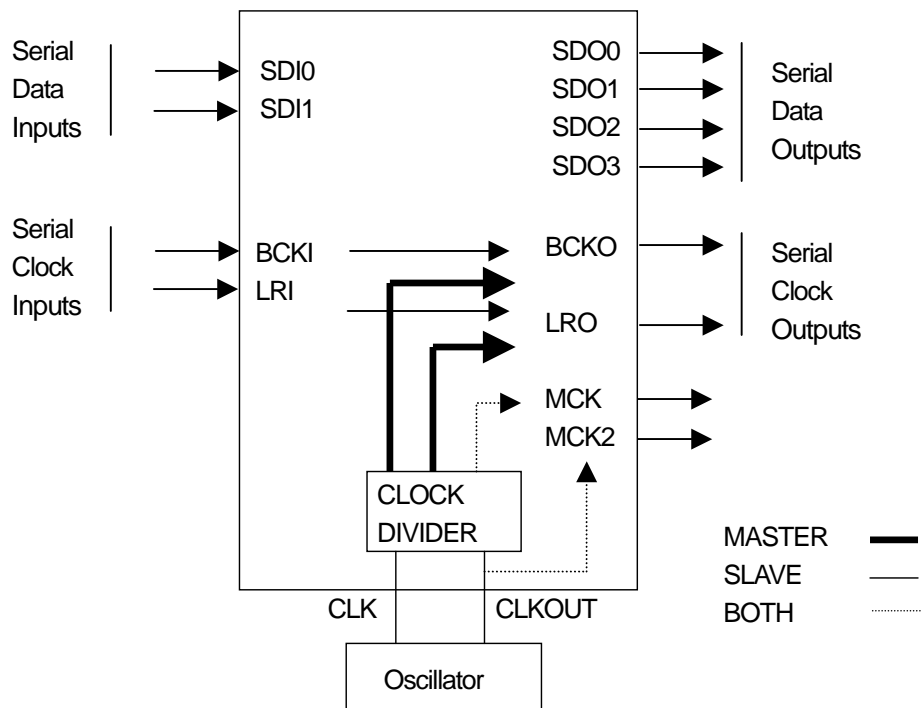 Serial
Data
Inputs
SDI0
SDI1
SDO0
SDO1
SDO2
SDO3
Serial
Data
Outputs
Serial
Clock
Inputs
BCKI
LRI
BCKO
LRO
Serial
Clock
Outputs
MCK
MCK2
CLOCK
DIVIDER
MASTER
SLAVE
BOTH
CLK
CLKOUT
Oscillator